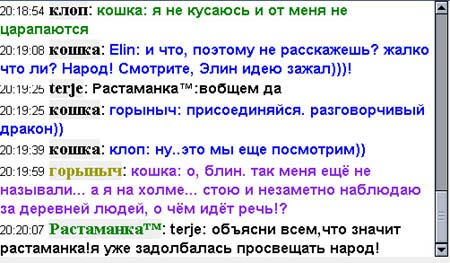 20:18:54 клоп: кошка: я не кусаюсь и от меня не
царапаются
20:19:08 кошка: Elin: и что, поэтому не расскажешь? жалко
что ли? Народ! Смотрите, Элин идею зажал)))!
20:19:25 terje: Растаманка™:вобщем да
20:19:25 кошка: горыныч: присоединяйся. разговорчивый
дракон))
20:19:39 кошка: клоп: ну..это мы еще посмотрим))
20:19:59 горыныч: кошка: о, блин. так меня ещё не
называли... а я на холме... стою и незаметно наблюдаю
за деревней людей, о чём идёт речь!?
20:20:07 Растаманка™: terje: объясни всем,что значит
растаманка!я уже задолбалась просвещать народ!